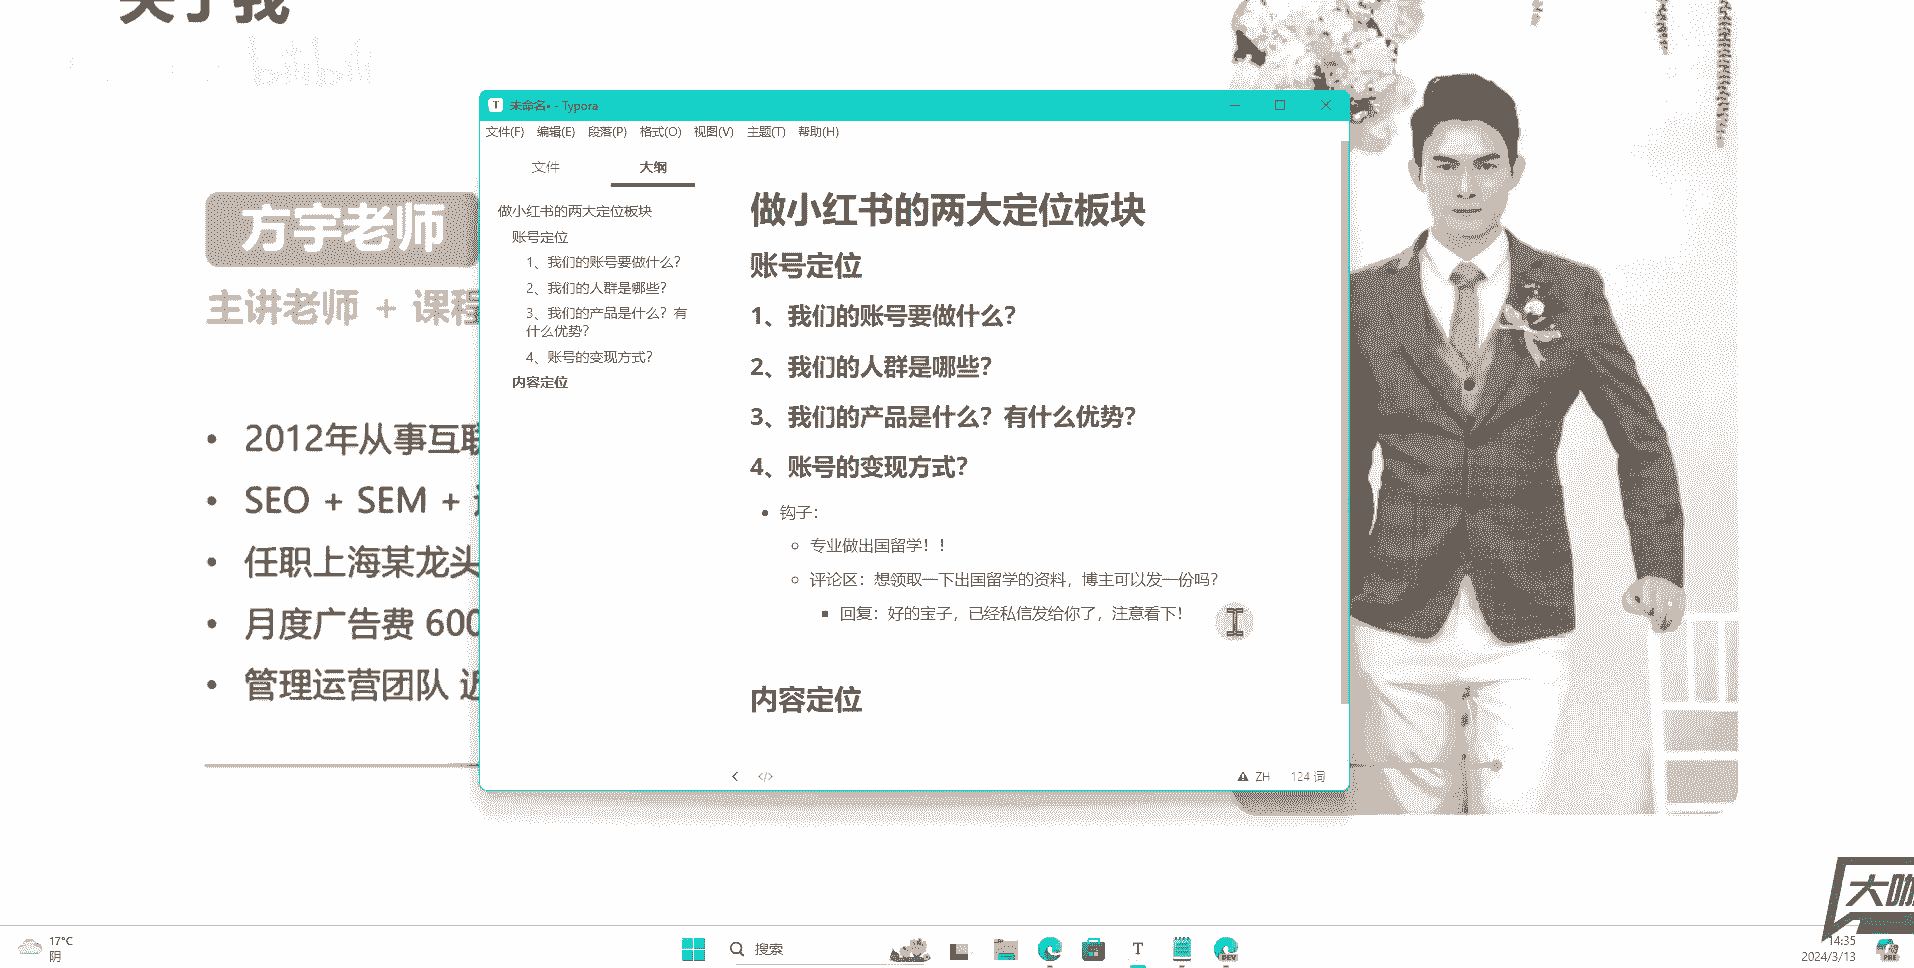 关于我
bilibili
未命名• - Typora
文件(F) 编辑(E) 段落(P) 格式(O) 视图(V) 主题(T) 帮助(H)
文件 大纲
做小红书的两大定位板块
账号定位
1、我们的账号要做什么?
2、我们的人群是哪些?
3、我们的产品是什么？有
什么优势?
4、账号的变现方式?
内容定位
做小红书的两大定位板块
账号定位
1、我们的账号要做什么？
2、我们的人群是哪些？
3、我们的产品是什么？有什么优势？
4、账号的变现方式？
• 钩子：
专业做出国留学！！
评论区：想领取一下出国留学的资料，博主可以发一份吗？
回复：好的宝子，已经私信发给你了，注意看下！
内容定位
</> ZH 124 词
方宇老师
主讲老师 + 课程
• 2012年从事互联
• SEO + SEM +
• 任职上海某龙头
• 月度广告费 600
• 管理运营团队 近
大咖
17°C
阴
搜索
14:35
2024/3/13